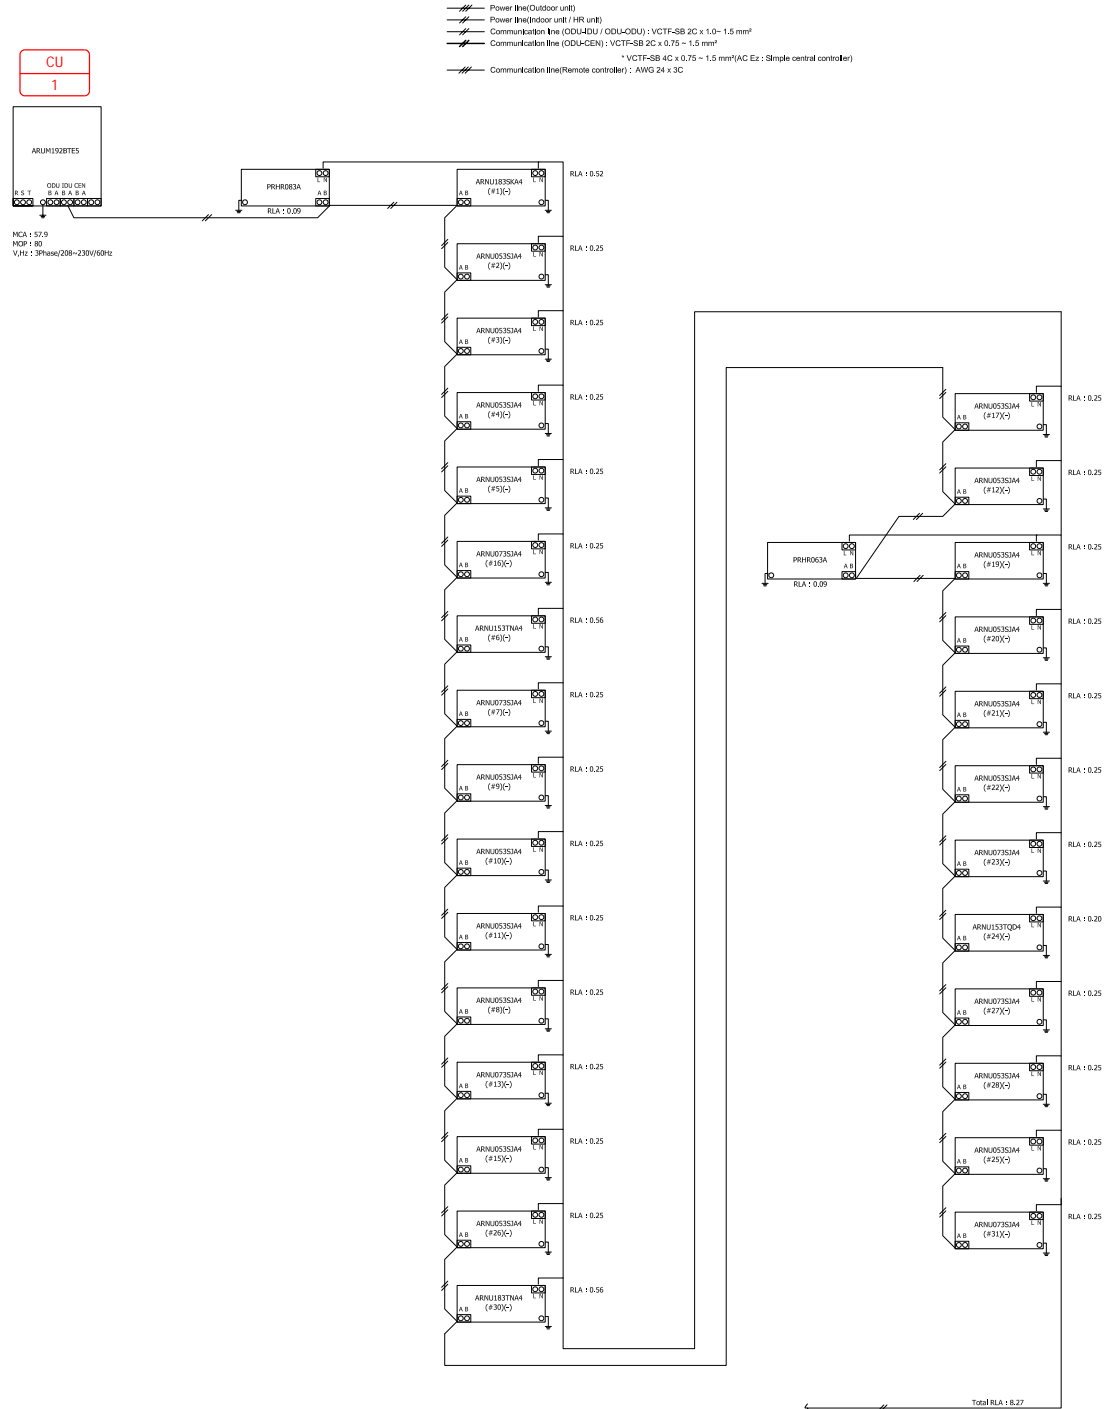 Power line(Outdoor unit)
Power line(Indoor unit / HR unit)
Communication line (ODU-IDU / ODU-ODU) : VCTF-SB 2C x 1.0~ 1.5 mm²
Communication line (ODU-CEN) : VCTF-SB 2C x 0.75 ~ 1.5 mm²
* VCTF-SB 4C x 0.75 ~ 1.5 mm²(AC Ez : Simple central controller)
Communication line(Remote controller) : AWG 24 x 3C
CU
1
ARUM192BTE5
ODU IDU CEN
R S T B A B A B A
MCA : 57.9
MOP : 80
V,Hz : 3Phase/208~230V/60Hz
PRHR083A
L N
A B
RLA : 0.09
ARNU183SKA4
(#1)(-)
A B
L N
RLA : 0.52
ARNU053SJA4
(#2)(-)
A B
L N
RLA : 0.25
ARNU053SJA4
(#3)(-)
A B
L N
RLA : 0.25
ARNU053SJA4
(#4)(-)
A B
L N
RLA : 0.25
ARNU053SJA4
(#5)(-)
A B
L N
RLA : 0.25
ARNU073SJA4
(#16)(-)
A B
L N
RLA : 0.25
ARNU153TNA4
(#6)(-)
A B
L N
RLA : 0.56
ARNU073SJA4
(#7)(-)
A B
L N
RLA : 0.25
ARNU053SJA4
(#9)(-)
A B
L N
RLA : 0.25
ARNU053SJA4
(#10)(-)
A B
L N
RLA : 0.25
ARNU053SJA4
(#11)(-)
A B
L N
RLA : 0.25
ARNU053SJA4
(#8)(-)
A B
L N
RLA : 0.25
ARNU073SJA4
(#13)(-)
A B
L N
RLA : 0.25
ARNU053SJA4
(#15)(-)
A B
L N
RLA : 0.25
ARNU053SJA4
(#26)(-)
A B
L N
RLA : 0.25
ARNU183TNA4
(#30)(-)
A B
L N
RLA : 0.56
ARNU053SJA4
(#17)(-)
A B
L N
RLA : 0.25
ARNU053SJA4
(#12)(-)
A B
L N
RLA : 0.25
PRHR063A
L N
A B
RLA : 0.09
ARNU053SJA4
(#19)(-)
A B
L N
RLA : 0.25
ARNU053SJA4
(#20)(-)
A B
L N
RLA : 0.25
ARNU053SJA4
(#21)(-)
A B
L N
RLA : 0.25
ARNU053SJA4
(#22)(-)
A B
L N
RLA : 0.25
ARNU073SJA4
(#23)(-)
A B
L N
RLA : 0.25
ARNU153TQD4
(#24)(-)
A B
L N
RLA : 0.20
ARNU073SJA4
(#27)(-)
A B
L N
RLA : 0.25
ARNU053SJA4
(#28)(-)
A B
L N
RLA : 0.25
ARNU053SJA4
(#25)(-)
A B
L N
RLA : 0.25
ARNU073SJA4
(#31)(-)
A B
L N
RLA : 0.25
Total RLA : 8.27